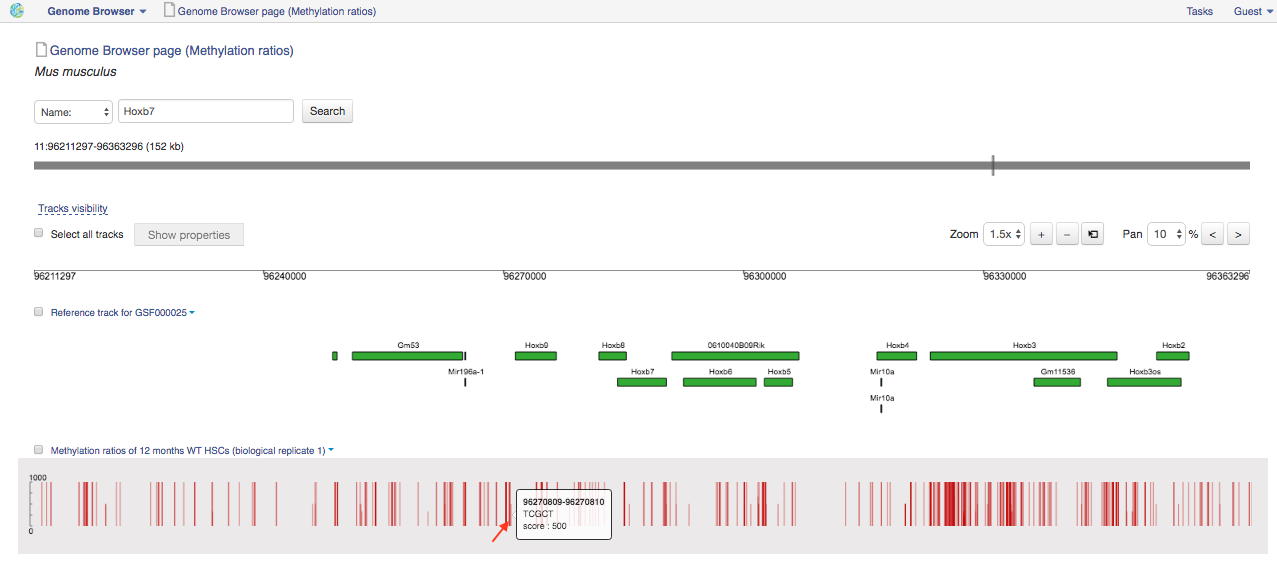 Genome Browser Genome Browser page (Methylation ratios) Tasks Guest
Genome Browser page (Methylation ratios)
Mus musculus
Name: Hoxb7 Search
11:96211297-96363296 (152 kb)
Tracks visibility
Select all tracks Show properties Zoom 1.5x + − Pan 10 % < >
96211297 96240000 96270000 96300000 96330000 96363296
Reference track for GSF000025
Gm53 Hoxb9 Hoxb8 0610040B09Rik Hoxb4 Hoxb3 Hoxb2
Mir196a-1 Hoxb7 Hoxb6 Hoxb5 Mir10a Gm11536 Hoxb3os
Mir10a
Methylation ratios of 12 months WT HSCs (biological replicate 1)
1000
96270809-96270810
TCGCT
score : 500
0